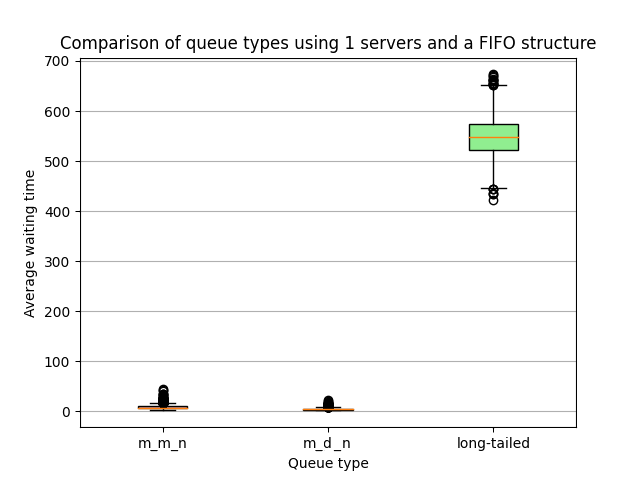 Comparison of queue types using 1 servers and a FIFO structure
Average waiting time
700
600
500
400
300
200
100
0
m_m_n m_d_n long-tailed
Queue type